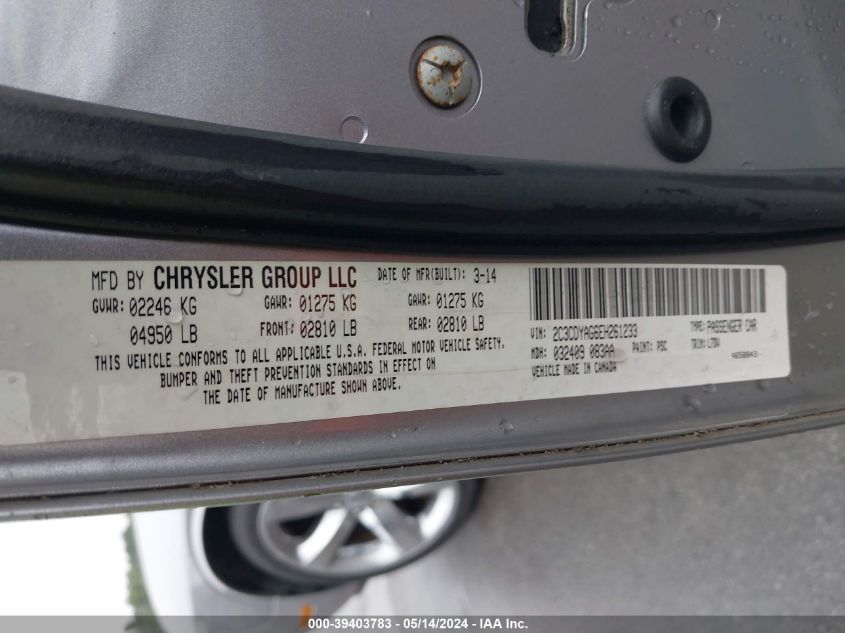 MFD BY CHRYSLER GROUP LLC DATE OF MFR(BUILT): 3-14
GVWR: 02246 KG GAWR: 01275 KG GAWR: 01275 KG
04950 LB FRONT: 02810 LB REAR: 02810 LB
THIS VEHICLE CONFORMS TO ALL APPLICABLE U.S.A. FEDERAL MOTOR VEHICLE SAFETY,
BUMPER AND THEFT PREVENTION STANDARDS IN EFFECT ON
THE DATE OF MANUFACTURE SHOWN ABOVE.
VIN: 2C3CDYAG6EH261233 TYPE: PASSENGER CAR
MDH: 032409 083AA PAINT: PSC TRIM: L7DV
VEHICLE MADE IN CANADA
000-39403783 - 05/14/2024 - IAA Inc.